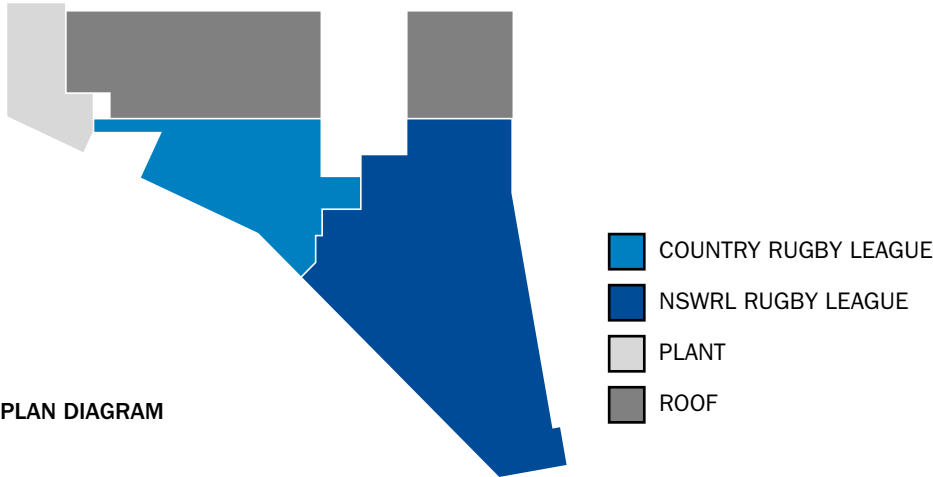 COUNTRY RUGBY LEAGUE
NSWRL RUGBY LEAGUE
PLANT
ROOF
PLAN DIAGRAM